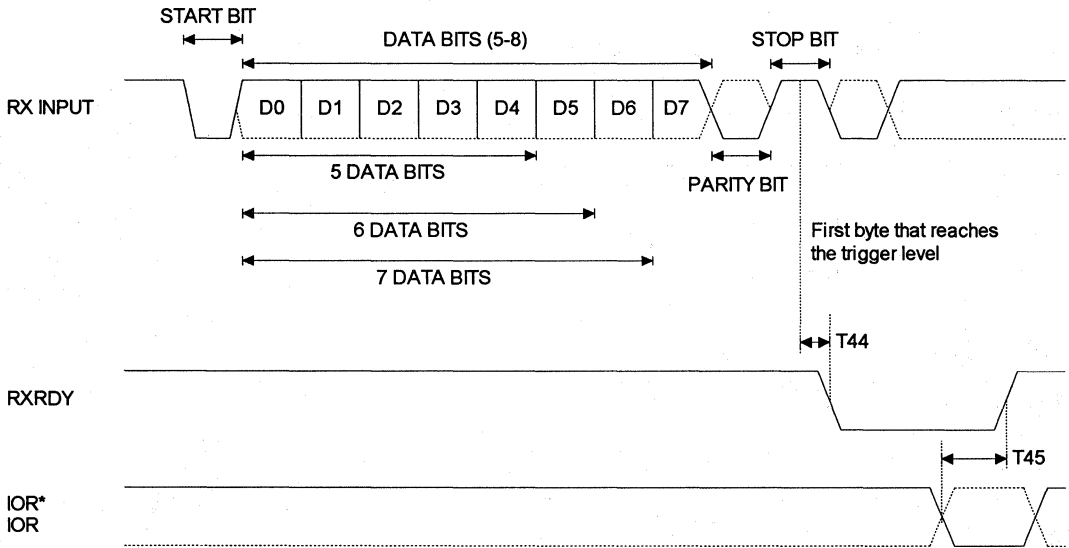 START BIT
DATA BITS (5-8)
STOP BIT
RX INPUT
D0 D1 D2 D3 D4 D5 D6 D7
5 DATA BITS
PARITY BIT
6 DATA BITS
First byte that reaches
the trigger level
7 DATA BITS
T44
RXRDY
T45
IOR*
IOR